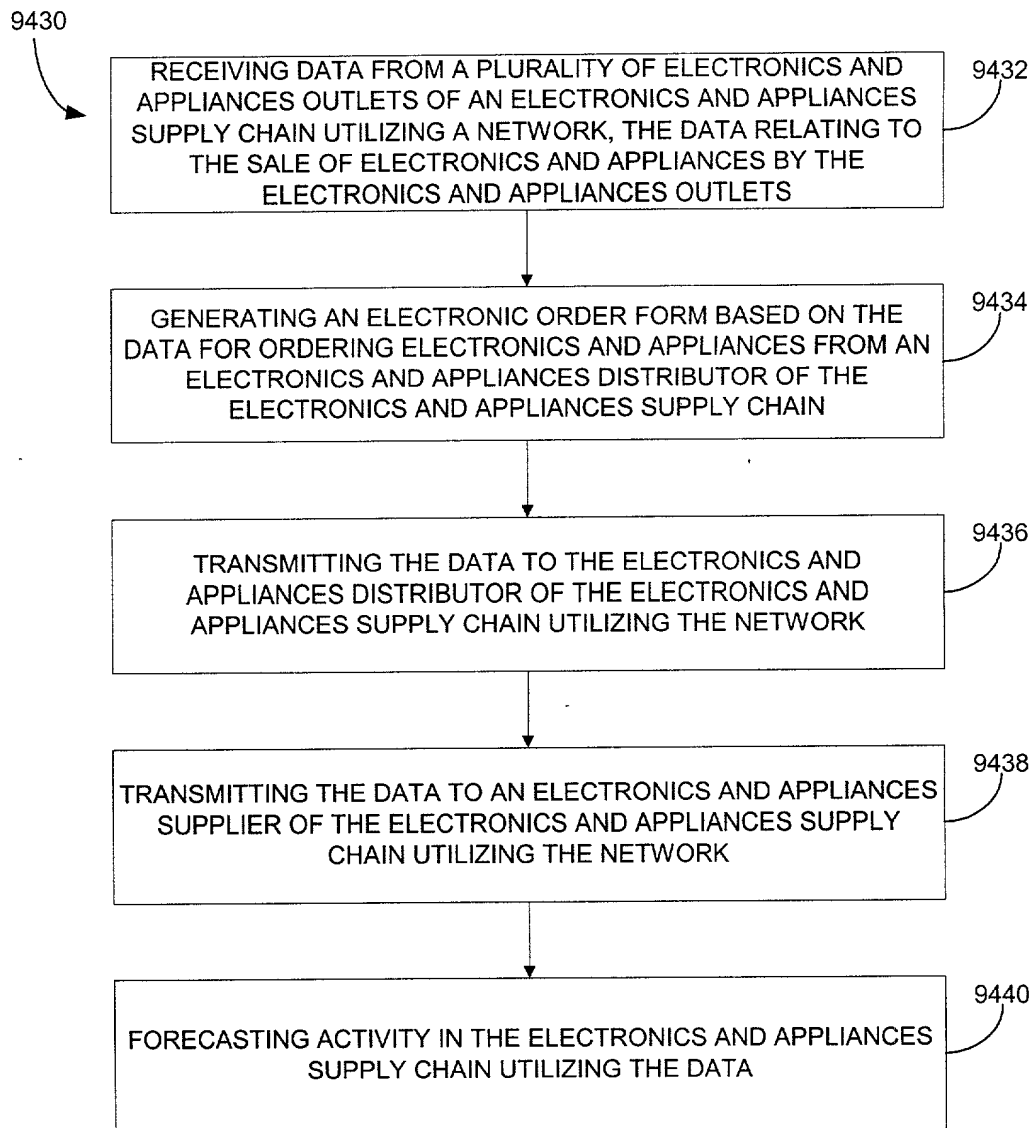 9430
RECEIVING DATA FROM A PLURALITY OF ELECTRONICS AND
APPLIANCES OUTLETS OF AN ELECTRONICS AND APPLIANCES
SUPPLY CHAIN UTILIZING A NETWORK, THE DATA RELATING TO
THE SALE OF ELECTRONICS AND APPLIANCES BY THE
ELECTRONICS AND APPLIANCES OUTLETS
9432
GENERATING AN ELECTRONIC ORDER FORM BASED ON THE
DATA FOR ORDERING ELECTRONICS AND APPLIANCES FROM AN
ELECTRONICS AND APPLIANCES DISTRIBUTOR OF THE
ELECTRONICS AND APPLIANCES SUPPLY CHAIN
9434
TRANSMITTING THE DATA TO THE ELECTRONICS AND
APPLIANCES DISTRIBUTOR OF THE ELECTRONICS AND
APPLIANCES SUPPLY CHAIN UTILIZING THE NETWORK
9436
TRANSMITTING THE DATA TO AN ELECTRONICS AND APPLIANCES
SUPPLIER OF THE ELECTRONICS AND APPLIANCES SUPPLY
CHAIN UTILIZING THE NETWORK
9438
FORECASTING ACTIVITY IN THE ELECTRONICS AND APPLIANCES
SUPPLY CHAIN UTILIZING THE DATA
9440